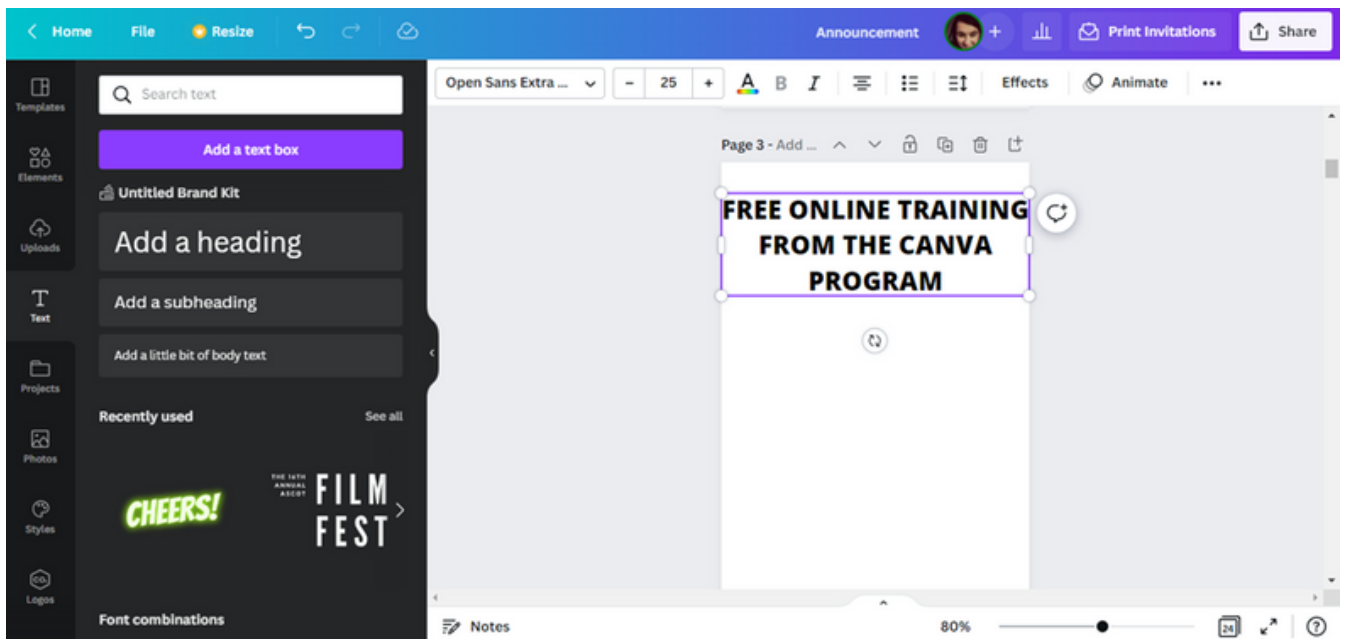 Home File Resize Announcement + Print Invitations Share
Templates
Elements
Uploads
Text
Projects
Photos
Styles
CO.
Logos
Search text
Add a text box
Untitled Brand Kit
Add a heading
Add a subheading
Add a little bit of body text
Recently used See all
CHEERS!
THE 14TH
ANNUAL
ASCOT
FILM
FEST
Font combinations
Open Sans Extra ... – 25 + A B I Effects Animate ...
Page 3 - Add ...
FREE ONLINE TRAINING
FROM THE CANVA
PROGRAM
Notes 80% 24 ?